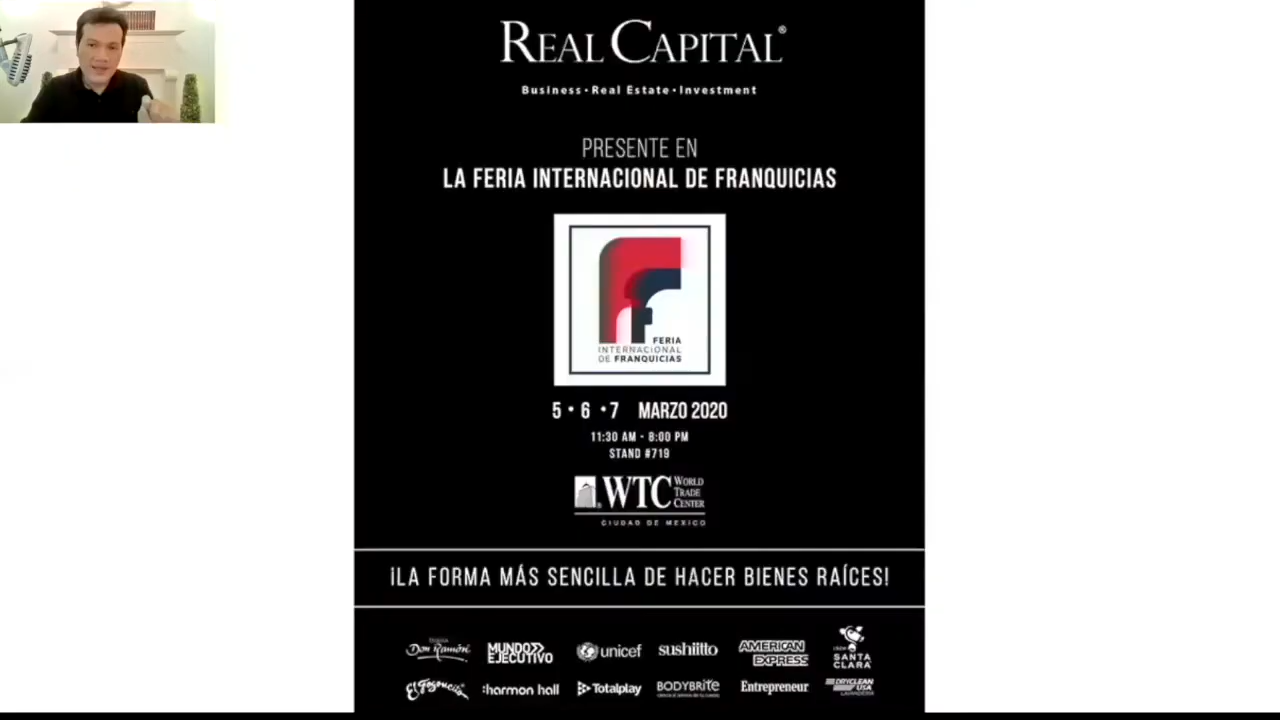 REAL CAPITAL®
Business • Real Estate • Investment
PRESENTE EN
LA FERIA INTERNACIONAL DE FRANQUICIAS
FERIA
INTERNACIONAL
DE FRANQUICIAS
5 • 6 • 7 MARZO 2020
11:30 AM - 8:00 PM
STAND #719
WTC WORLD
TRADE
CENTER
CIUDAD DE MEXICO
¡LA FORMA MÁS SENCILLA DE HACER BIENES RAÍCES!
Don Ramón
MUNDO
EJECUTIVO
unicef
sushiitto
AMERICAN
EXPRESS
SANTA
CLARA
El Fogoncito
:harmon hall
Totalplay
BODYBRITE
Entrepreneur
DRYCLEAN
USA
LAVANDERÍA